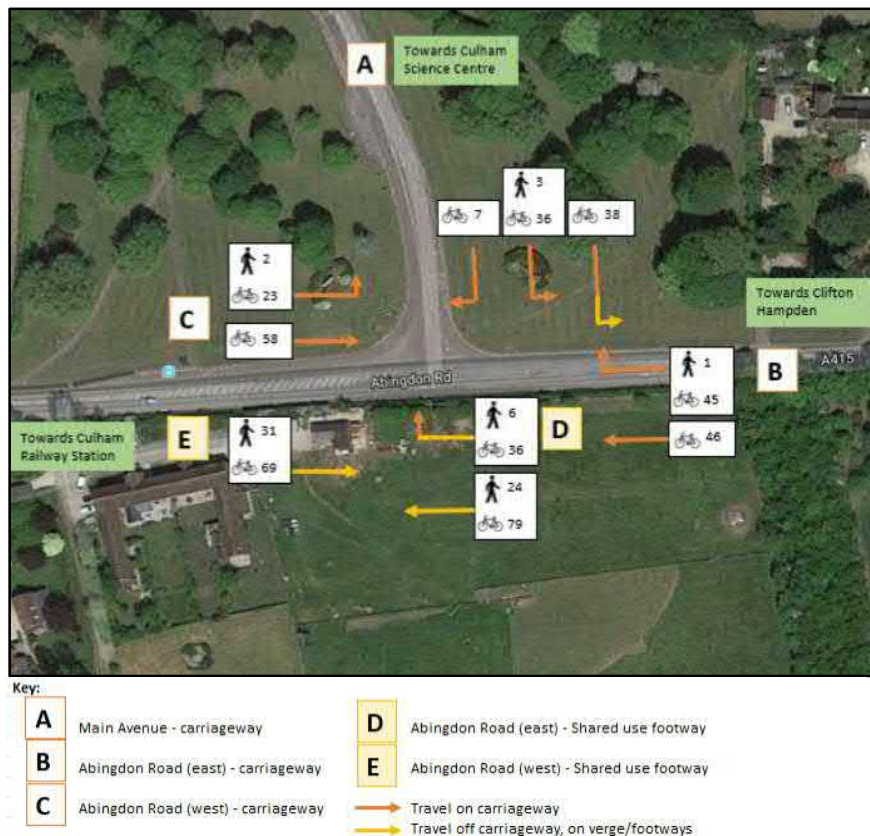 A
Towards Culham
Science Centre
3
36
7
38
2
23
Towards Clifton
Hampden
C
58
A415
Abingdon Rd
1
45
B
Towards Culham
Railway Station
E
31
69
6
36
D
46
24
79
Key:
A Main Avenue - carriageway
B Abingdon Road (east) - carriageway
C Abingdon Road (west) - carriageway
D Abingdon Road (east) - Shared use footway
E Abingdon Road (west) - Shared use footway
Travel on carriageway
Travel off carriageway, on verge/footways